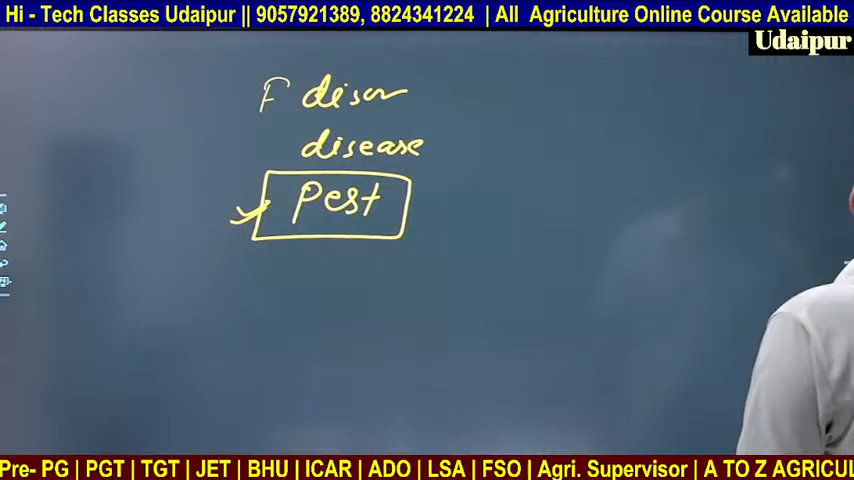 Hi - Tech Classes Udaipur || 9057921389, 8824341224 | All Agriculture Online Course Available
Udaipur
F disor
disease
Pest
Pre- PG | PGT | TGT | JET | BHU | ICAR | ADO | LSA | FSO | Agri. Supervisor | A TO Z AGRICUL